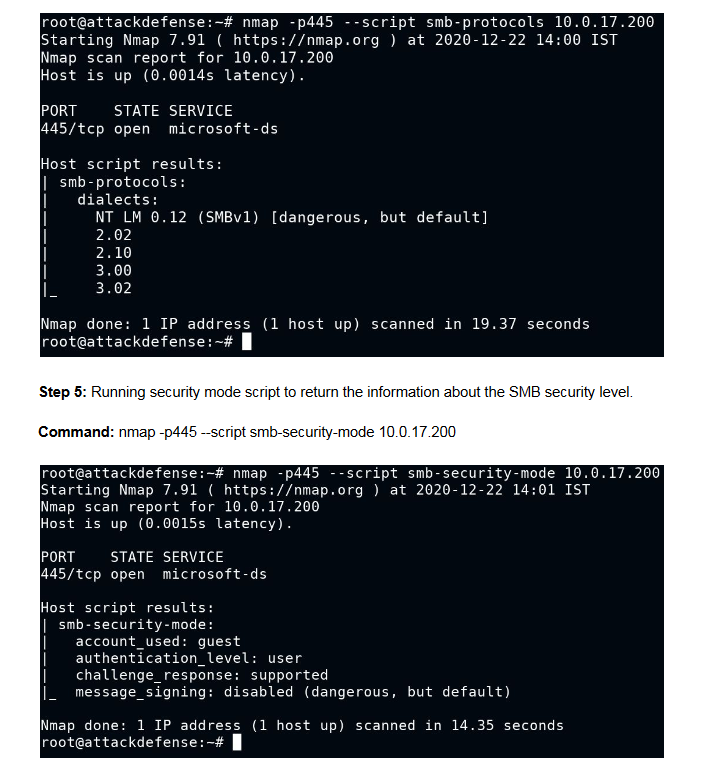 root@attackdefense:~# nmap -p445 --script smb-protocols 10.0.17.200
Starting Nmap 7.91 ( https://nmap.org ) at 2020-12-22 14:00 IST
Nmap scan report for 10.0.17.200
Host is up (0.0014s latency).

PORT    STATE SERVICE
445/tcp open  microsoft-ds

Host script results:
| smb-protocols:
|   dialects:
|     NT LM 0.12 (SMBv1) [dangerous, but default]
|     2.02
|     2.10
|     3.00
|_    3.02

Nmap done: 1 IP address (1 host up) scanned in 19.37 seconds
root@attackdefense:~#
Step 5: Running security mode script to return the information about the SMB security level.
Command: nmap -p445 --script smb-security-mode 10.0.17.200
root@attackdefense:~# nmap -p445 --script smb-security-mode 10.0.17.200
Starting Nmap 7.91 ( https://nmap.org ) at 2020-12-22 14:01 IST
Nmap scan report for 10.0.17.200
Host is up (0.0015s latency).

PORT    STATE SERVICE
445/tcp open  microsoft-ds

Host script results:
| smb-security-mode:
|   account_used: guest
|   authentication_level: user
|   challenge_response: supported
|_  message_signing: disabled (dangerous, but default)

Nmap done: 1 IP address (1 host up) scanned in 14.35 seconds
root@attackdefense:~#